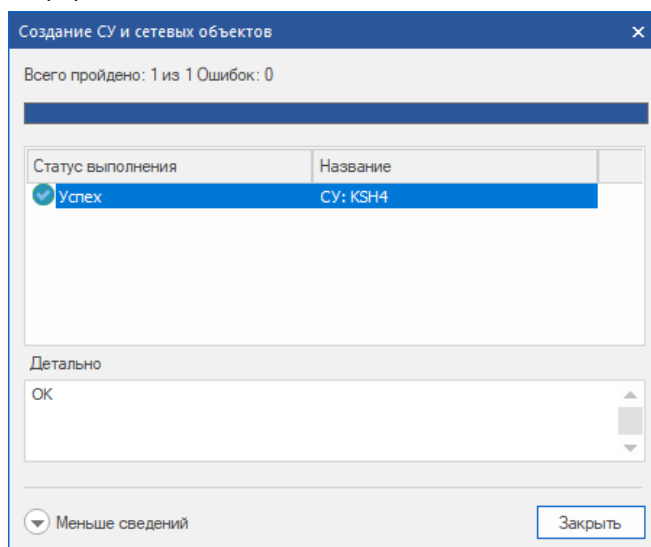 Создание СУ и сетевых объектов
Всего пройдено: 1 из 1 Ошибок: 0
Статус выполнения Название
Успех СУ: KSH4
Детально
ОК
Меньше сведений Закрыть